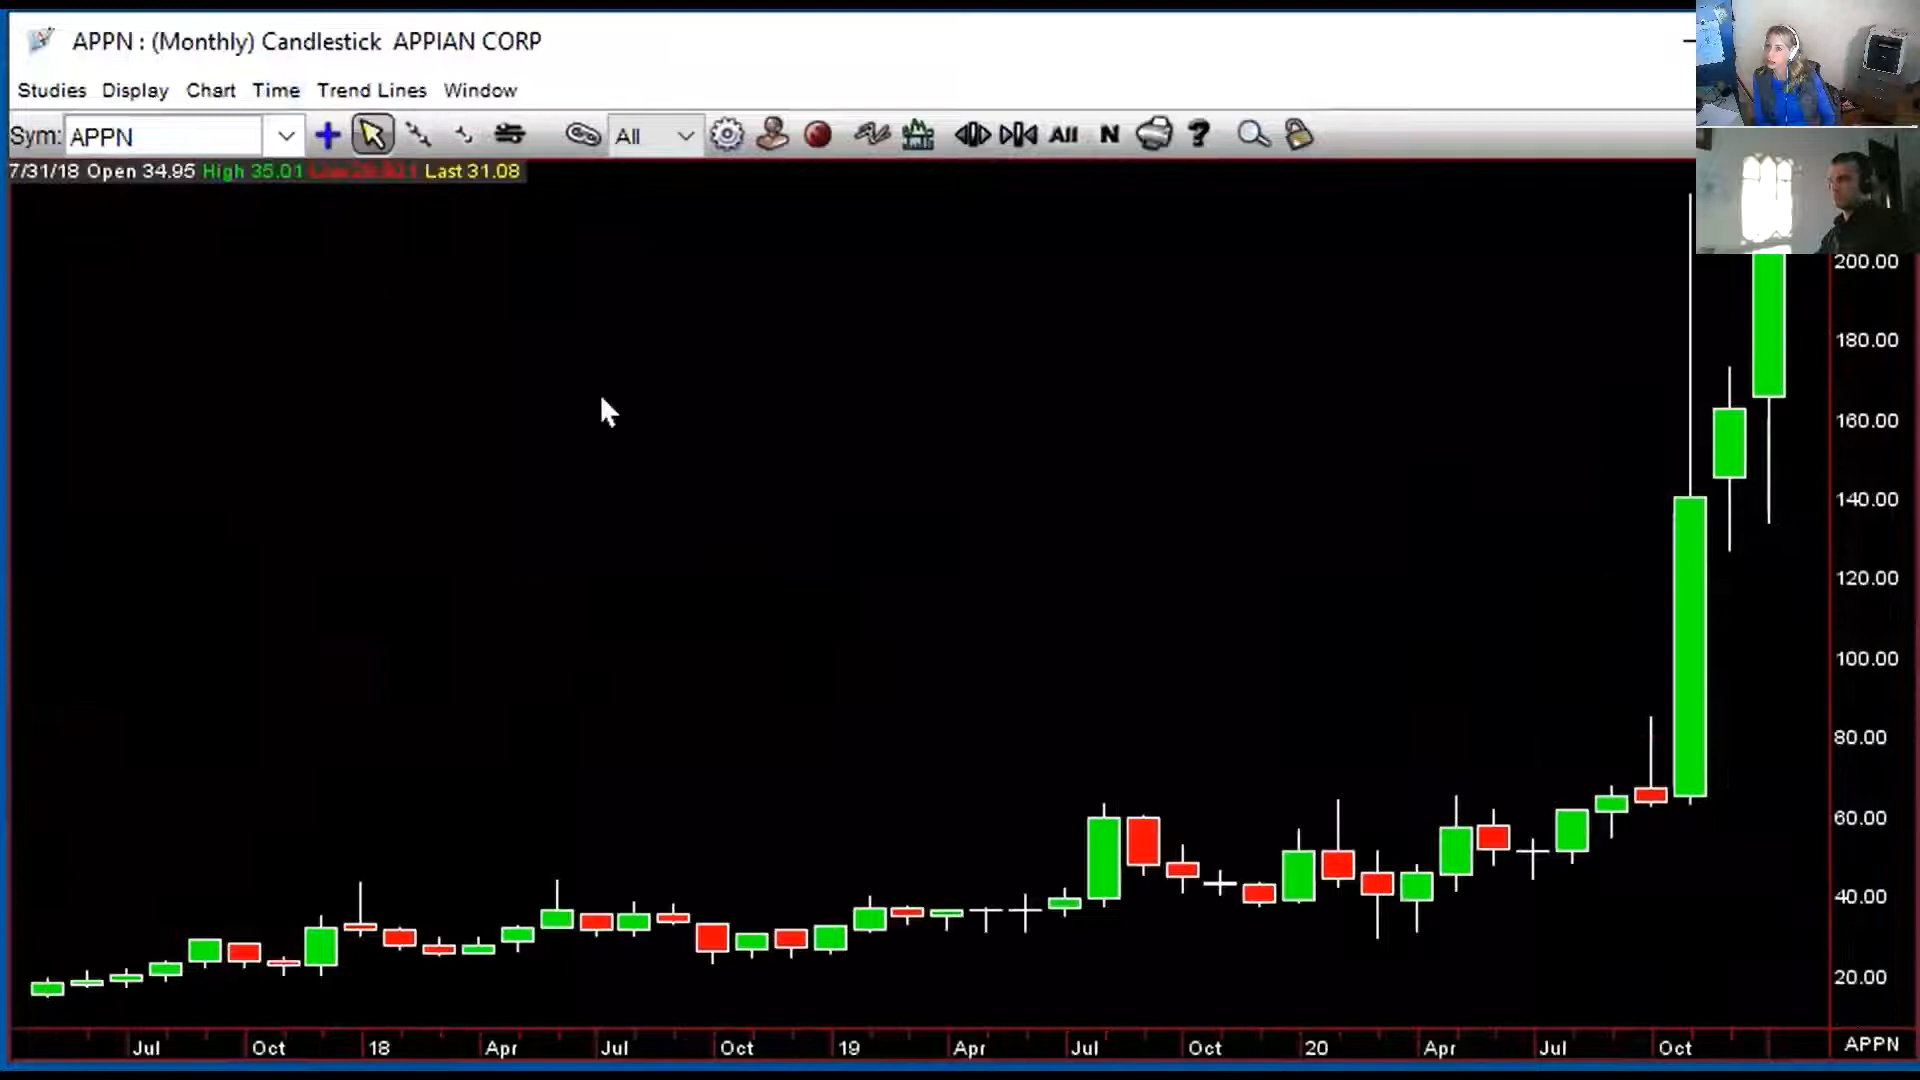 APPN : (Monthly) Candlestick APPIAN CORP
Studies Display Chart Time Trend Lines Window
Sym: APPN All All N ?
7/31/18 Open 34.95 High 35.01 Last 31.08
200.00
180.00
160.00
140.00
120.00
100.00
80.00
60.00
40.00
20.00
Jul Oct 18 Apr Jul Oct 19 Apr Jul Oct 20 Apr Jul Oct APPN